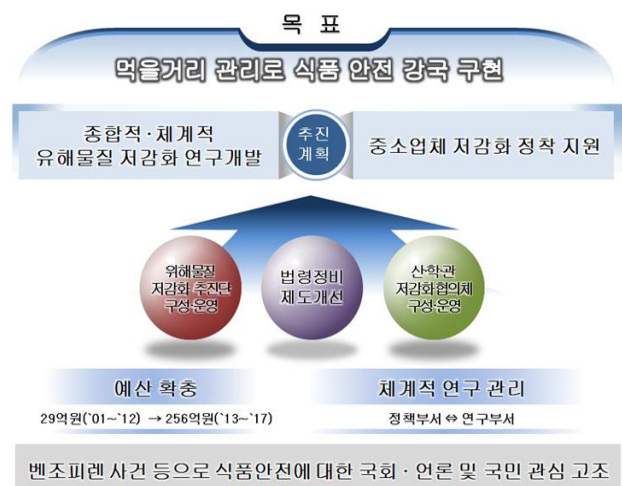 목 표
먹을거리 관리로 식품 안전 강국 구현
종합적·체계적
유해물질 저감화 연구개발
추진
계획
중소업체 저감화 정착 지원
위해물질
저감화 추진단
구성·운영
법령정비
제도개선
산·학·관
저감화협의체
구성·운영
예산 확충
29억원(`01~`12) → 256억원(`13~`17)
체계적 연구 관리
정책부서 ⇔ 연구부서
벤조피렌 사건 등으로 식품안전에 대한 국회 · 언론 및 국민 관심 고조